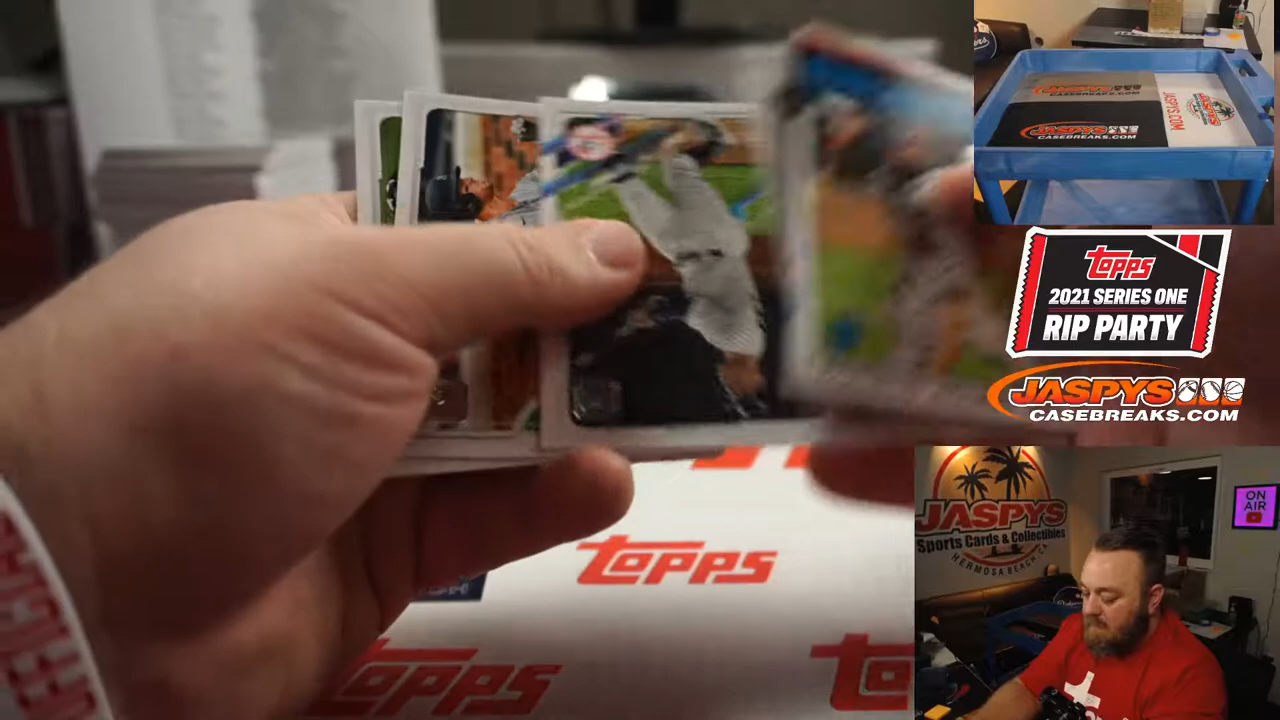 CASEBREAKS.COM
JASPYS.COM
JASPYS
CASEBREAKS.COM
topps
2021 SERIES ONE
RIP PARTY
JASPYS
CASEBREAKS.COM
JASPYS
Sports Cards & Collectibles
HERMOSA BEACH CA
ON
AIR
topps
topps